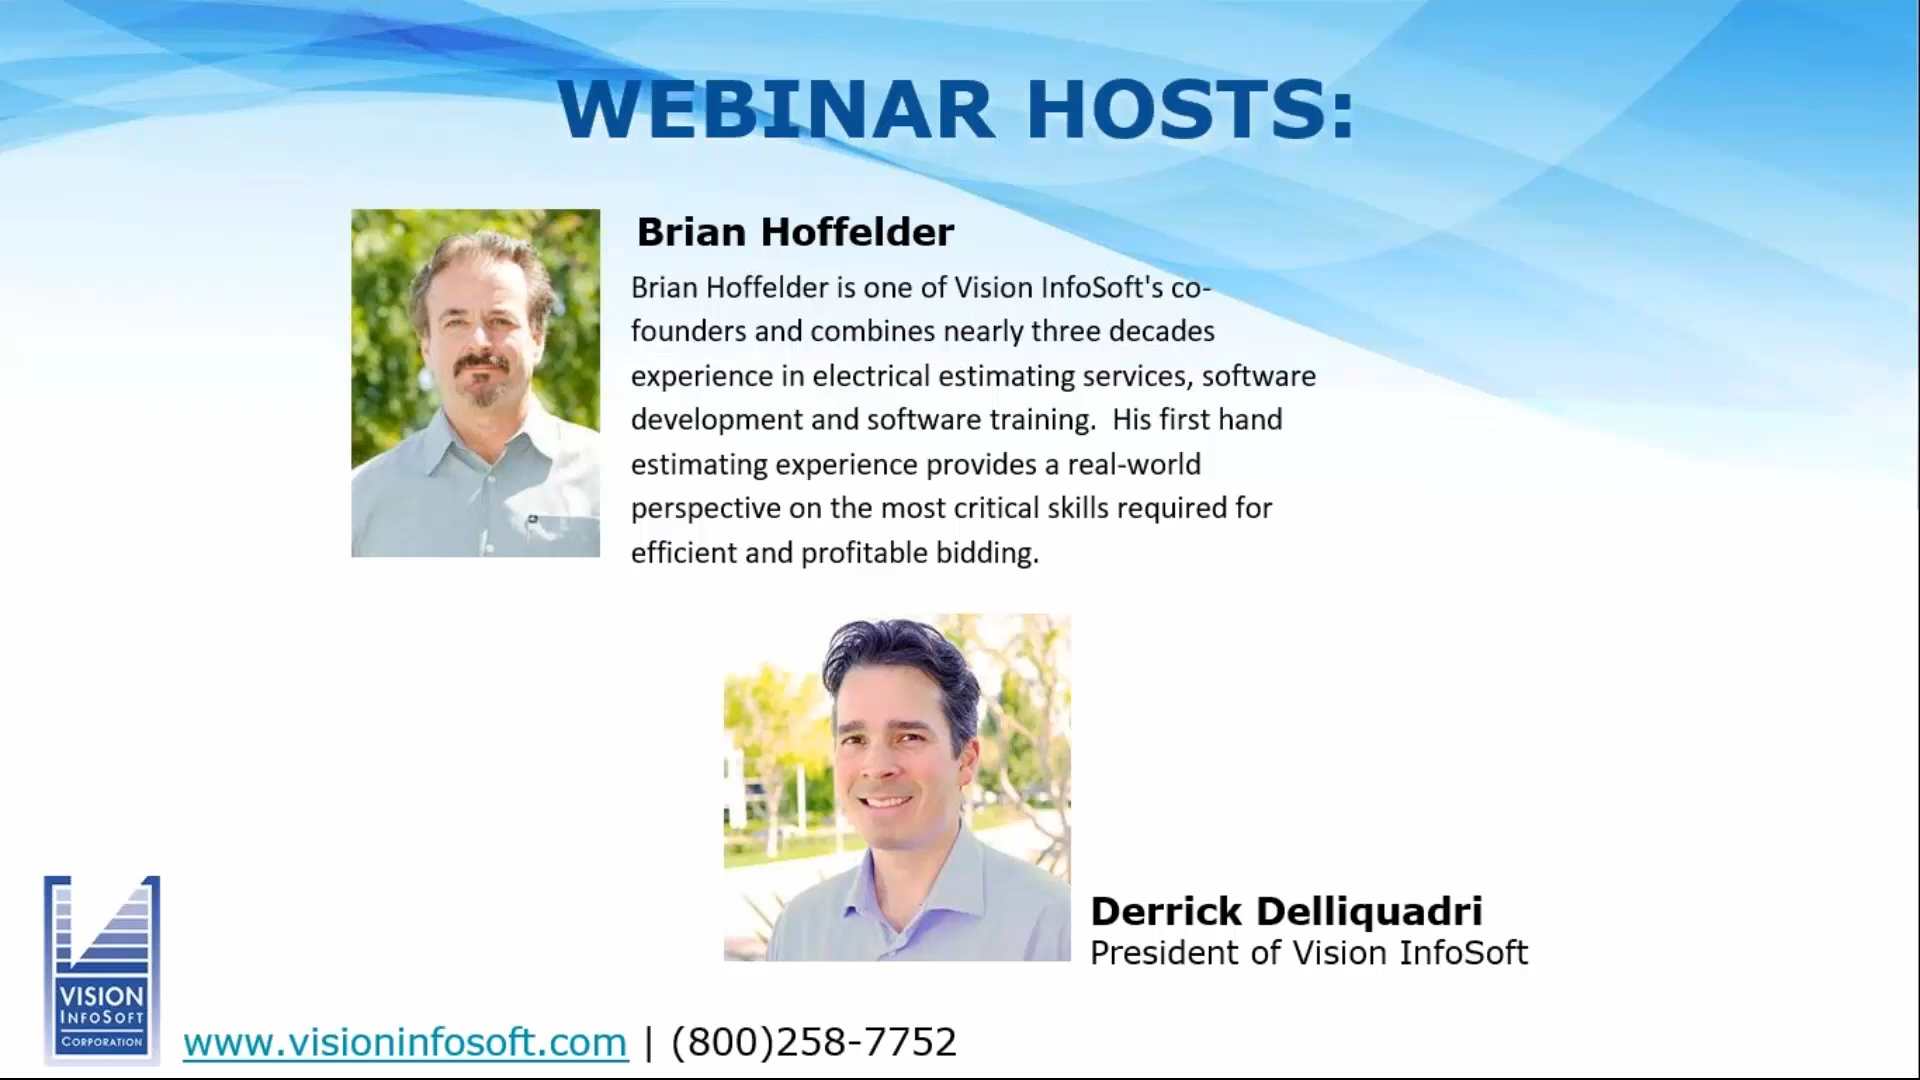 WEBINAR HOSTS:
Brian Hoffelder
Brian Hoffelder is one of Vision InfoSoft's co-
founders and combines nearly three decades
experience in electrical estimating services, software
development and software training.  His first hand
estimating experience provides a real-world
perspective on the most critical skills required for
efficient and profitable bidding.
Derrick Delliquadri
President of Vision InfoSoft
VISION
INFOSOFT
CORPORATION
www.visioninfosoft.com | (800)258-7752